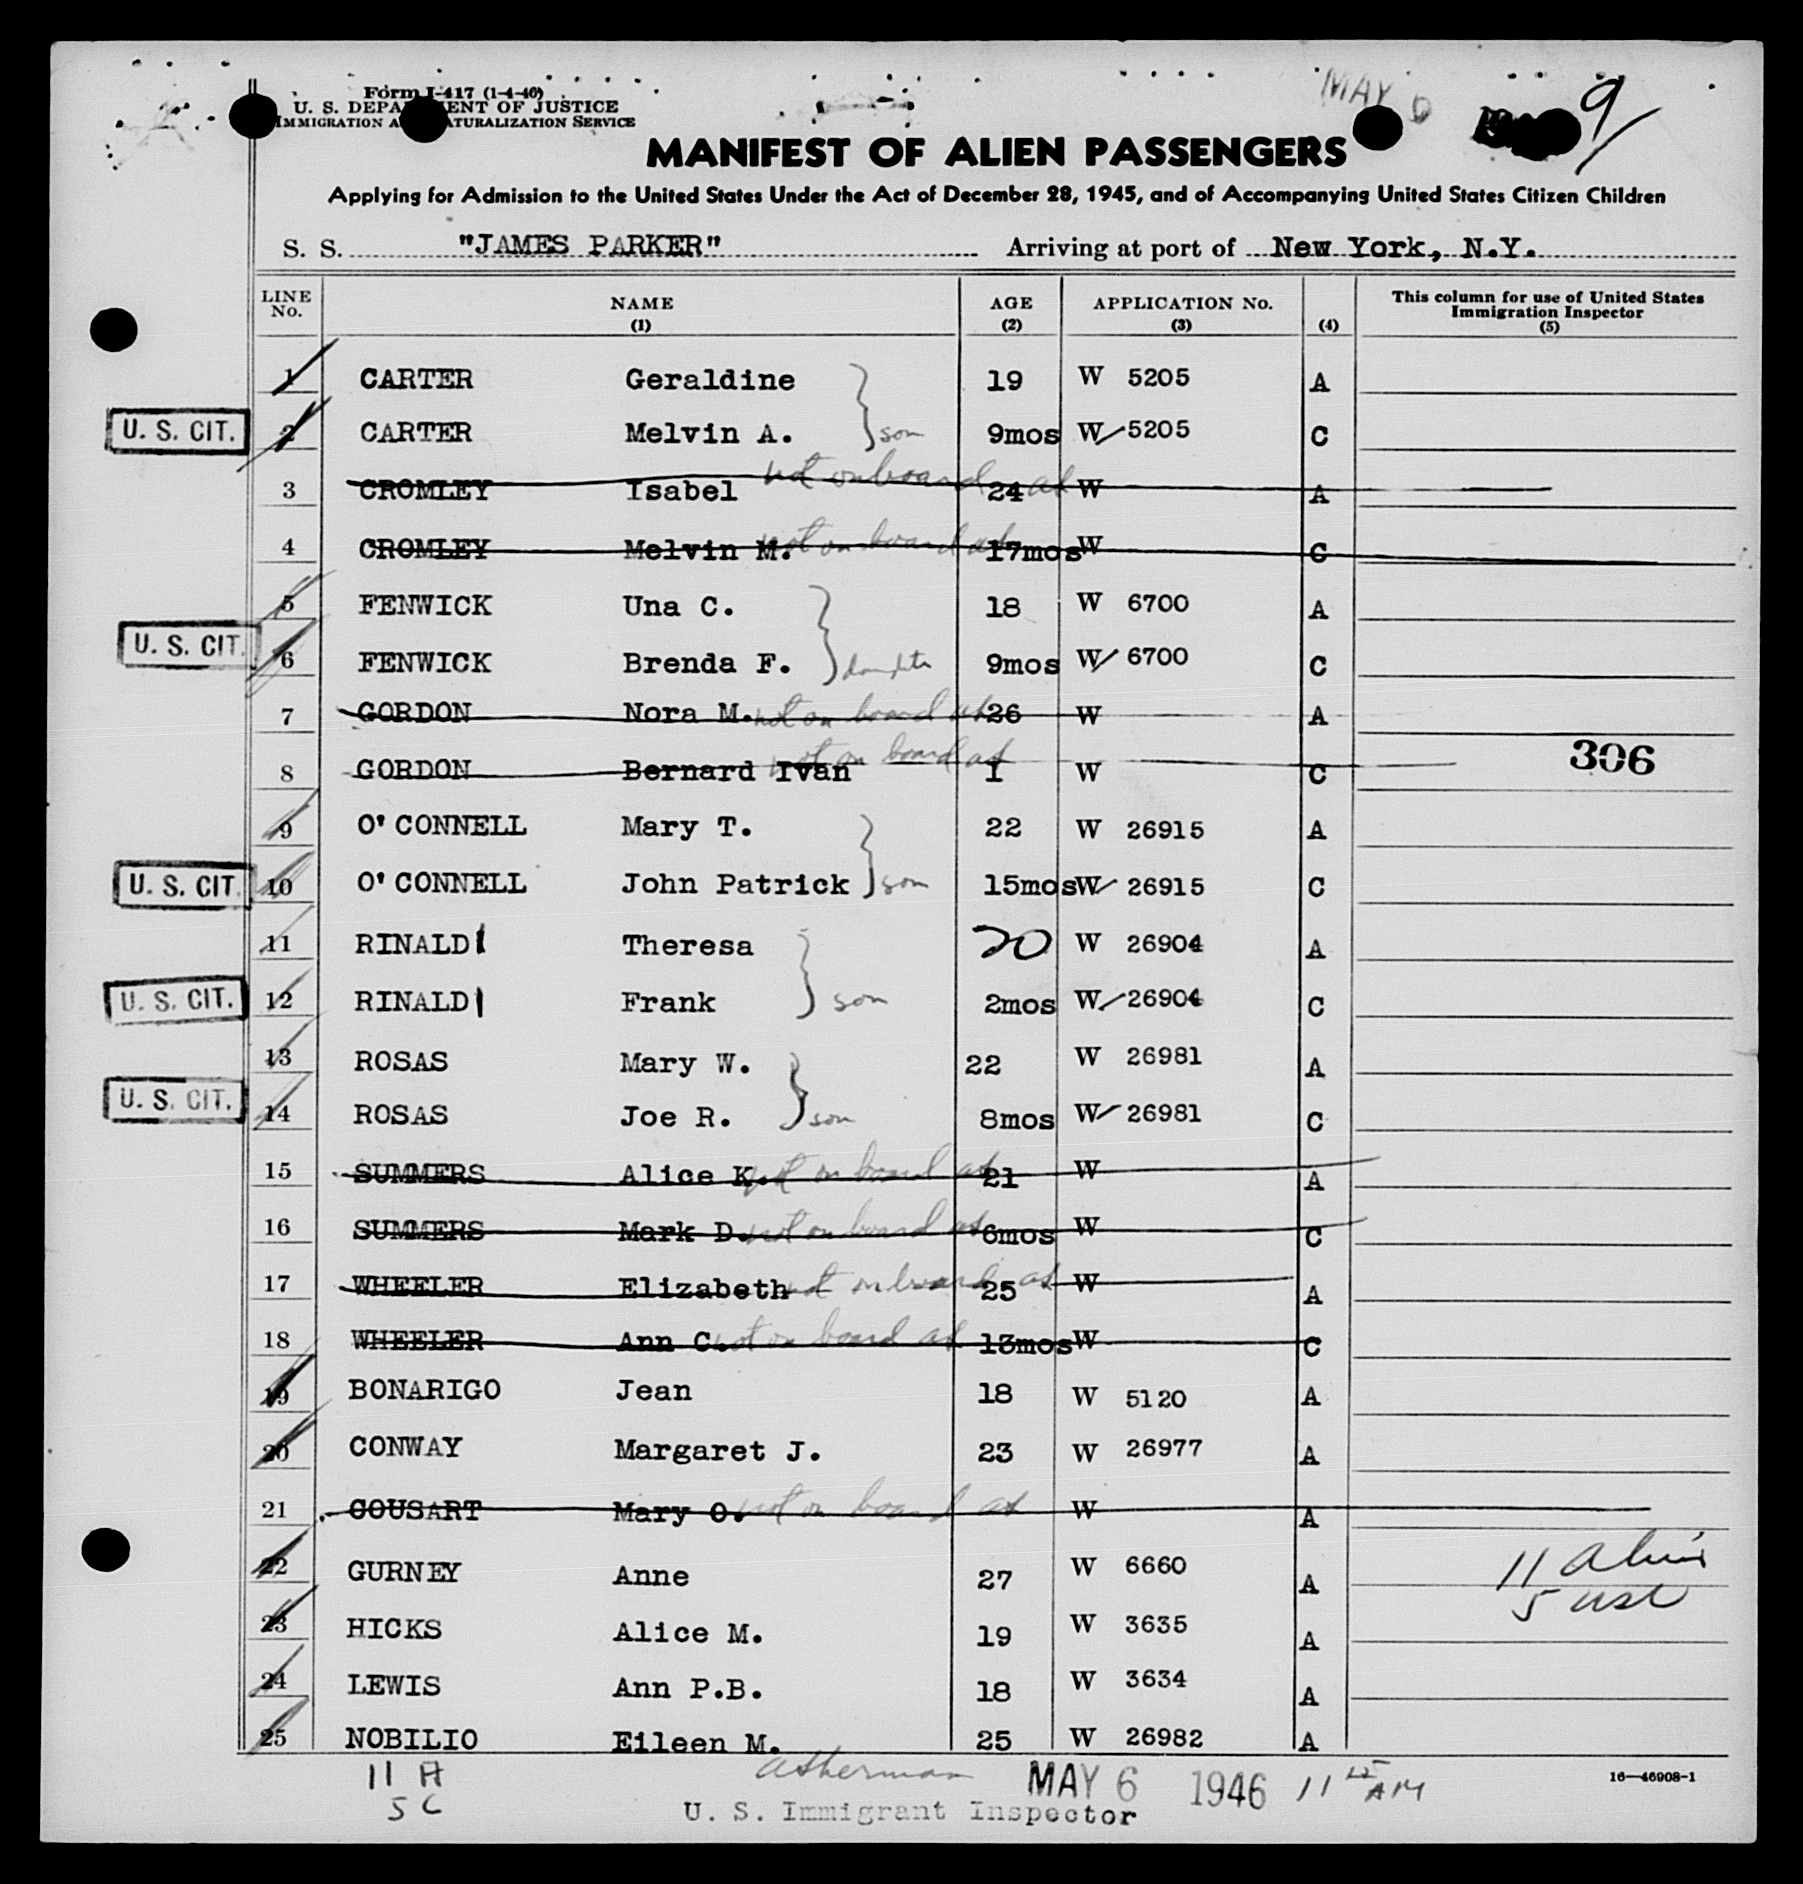 Form I-417 (1-4-46)
U. S. DEPARTMENT OF JUSTICE
IMMIGRATION AND NATURALIZATION SERVICE
MAY 6
9
MANIFEST OF ALIEN PASSENGERS
Applying for Admission to the United States Under the Act of December 28, 1945, and of Accompanying United States Citizen Children
S. S. "JAMES PARKER" Arriving at port of New York, N.Y.
LINE No. NAME (1) AGE (2) APPLICATION No. (3) (4) This column for use of United States Immigration Inspector (5)
1 CARTER Geraldine 19 W 5205 A
U. S. CIT. 2 CARTER Melvin A. son 9mos W 5205 C
3 CROMLEY Isabel not on board 24 W A
4 CROMLEY Melvin M. not on board 17mos W C
5 FENWICK Una C. 18 W 6700 A
U. S. CIT. 6 FENWICK Brenda F. daughter 9mos W 6700 C
7 GORDON Nora M. not on board 26 W A
8 GORDON Bernard Ivan not on board 1 W C 306
9 O'CONNELL Mary T. 22 W 26915 A
U. S. CIT. 10 O'CONNELL John Patrick son 15mos W 26915 C
11 RINALDI Theresa 20 W 26904 A
U. S. CIT. 12 RINALDI Frank son 2mos W 26904 C
13 ROSAS Mary W. 22 W 26981 A
U. S. CIT. 14 ROSAS Joe R. son 8mos W 26981 C
15 SUMMERS Alice K. not on board 21 W A
16 SUMMERS Mark D. not on board 6mos W C
17 WHEELER Elizabeth not on board 25 W A
18 WHEELER Ann C. not on board 13mos W C
19 BONARIGO Jean 18 W 5120 A
20 CONWAY Margaret J. 23 W 26977 A
21 COUSART Mary O. not on board W A
22 GURNEY Anne 27 W 6660 A 11 Aliens
5 USC
23 HICKS Alice M. 19 W 3635 A
24 LEWIS Ann P.B. 18 W 3634 A
25 NOBILIO Eileen M. 25 W 26982 A
11 A
5 C
MAY 6 1946 11 AM
U. S. Immigrant Inspector
16—46908-1